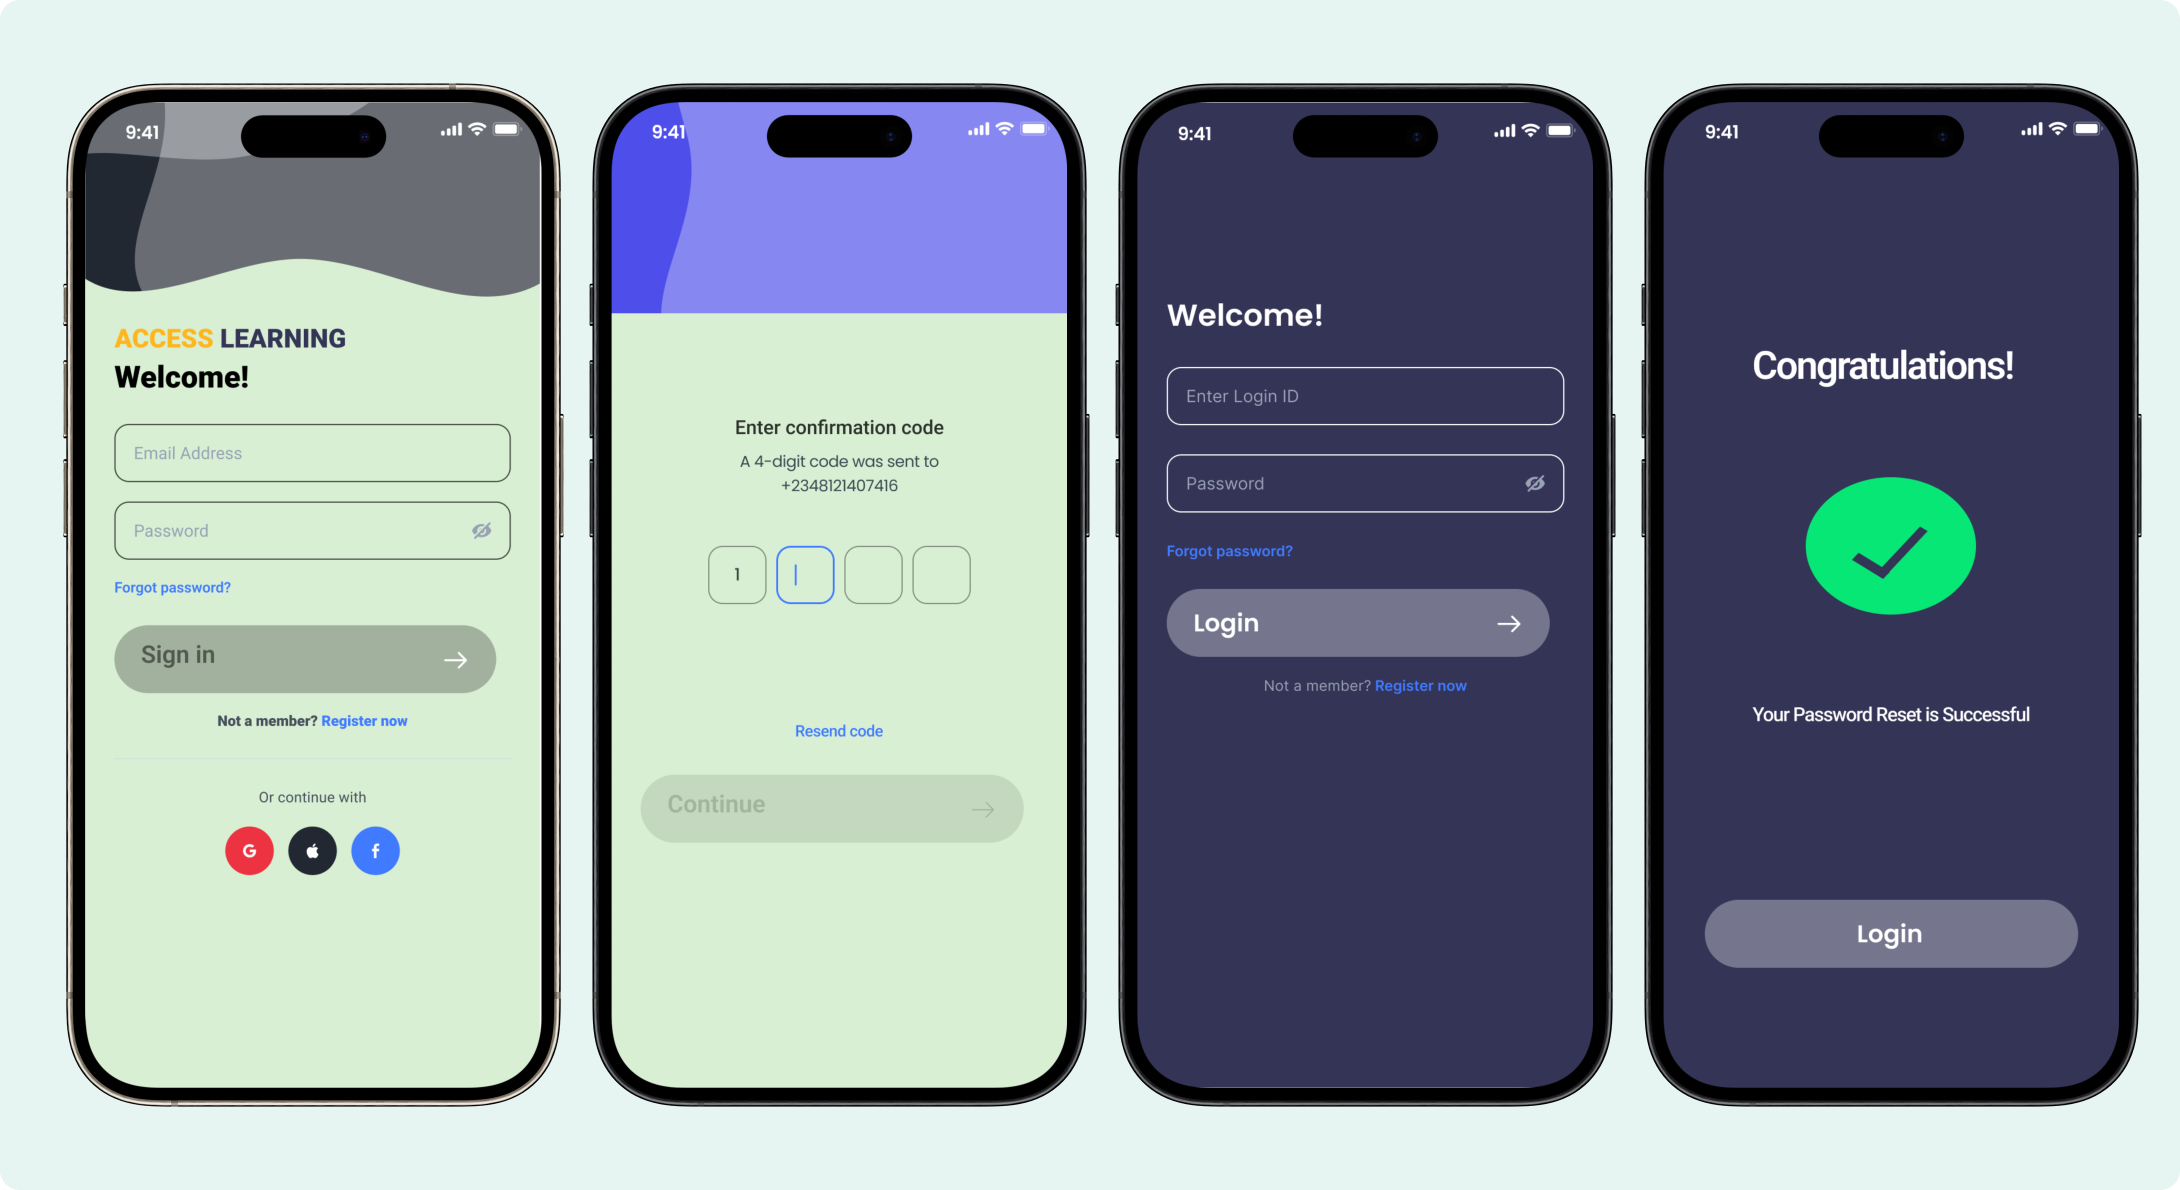 9:41
ACCESS LEARNING
Welcome!
Email Address
Password
Forgot password?
Sign in
Not a member? Register now
Or continue with
G
f
9:41
Enter confirmation code
A 4-digit code was sent to
+2348121407416
1
Resend code
Continue
9:41
Welcome!
Enter Login ID
Password
Forgot password?
Login
Not a member? Register now
9:41
Congratulations!
Your Password Reset is Successful
Login